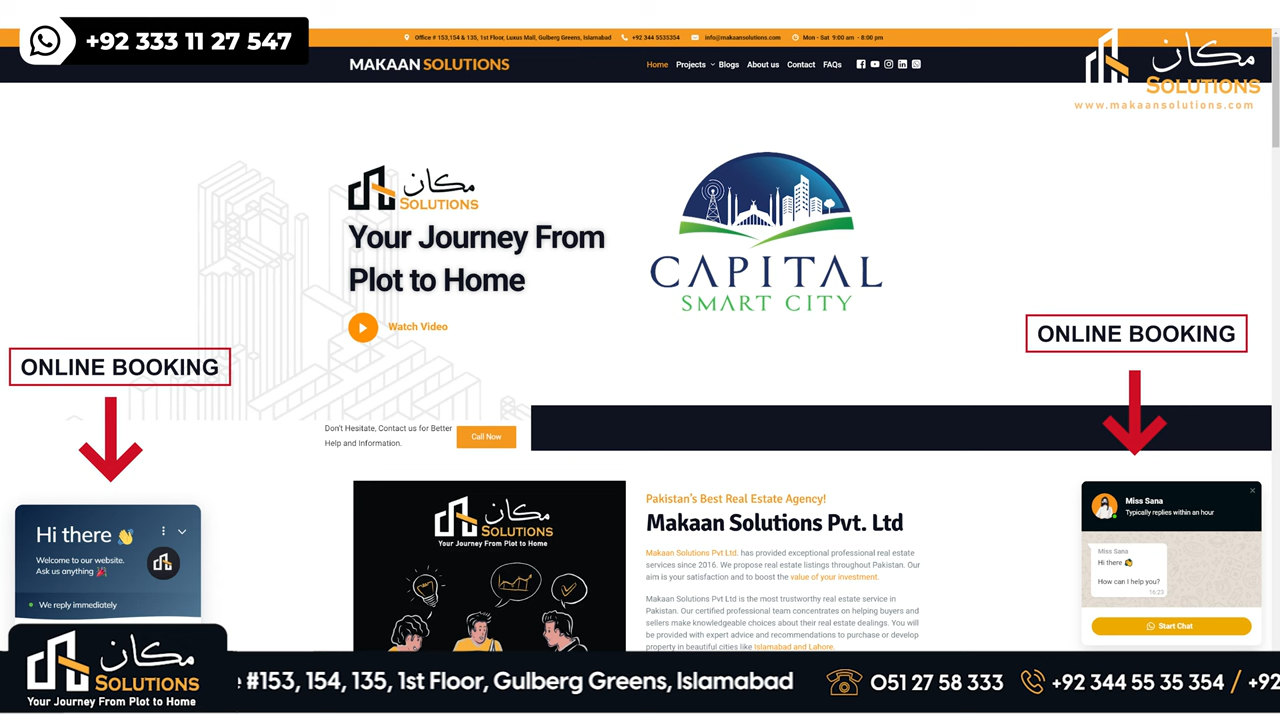 +92 333 11 27 547
Office # 153,154 & 135, 1st Floor, Luxus Mall, Gulberg Greens, Islamabad
+92 344 5535354
info@makaansolutions.com
Mon - Sat 9:00 am - 8:00 pm
MAKAAN SOLUTIONS
Home Projects Blogs About us Contact FAQs
مكان
SOLUTIONS
www.makaansolutions.com
مكان
SOLUTIONS
Your Journey From
Plot to Home
Watch Video
CAPITAL
SMART CITY
ONLINE BOOKING
ONLINE BOOKING
Don't Hesitate, Contact us for Better
Help and Information.
Call Now
مكان
SOLUTIONS
Your Journey From Plot to Home
Pakistan's Best Real Estate Agency!
Makaan Solutions Pvt. Ltd
Makaan Solutions Pvt Ltd. has provided exceptional professional real estate
services since 2016. We propose real estate listings throughout Pakistan. Our
aim is your satisfaction and to boost the value of your investment.
Makaan Solutions Pvt Ltd is the most trustworthy real estate service in
Pakistan. Our certified professional team concentrates on helping buyers and
sellers make knowledgeable choices about their real estate dealings. You will
be provided with expert advice and recommendations to purchase or develop
property in beautiful cities like Islamabad and Lahore.
Hi there 👋
Welcome to our website.
Ask us anything 🎉
We reply immediately
Miss Sana
Typically replies within an hour
Miss Sana
Hi there 👋
How can I help you?
16:23
Start Chat
مكان
SOLUTIONS
Your Journey From Plot to Home
e #153, 154, 135, 1st Floor, Gulberg Greens, Islamabad
051 27 58 333
+92 344 55 35 354 / +92